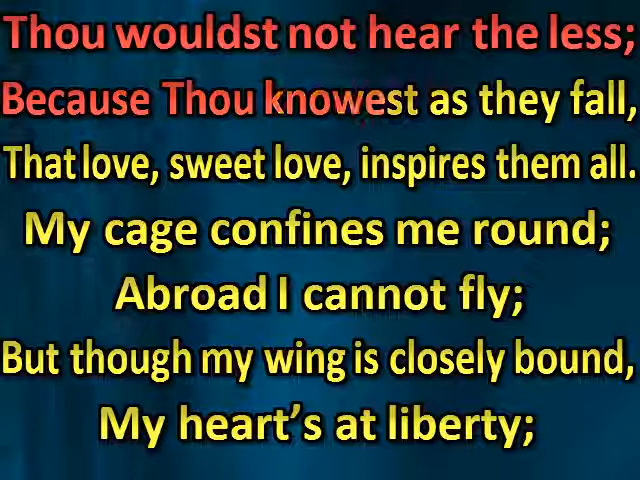 Thou wouldst not hear the less;
Because Thou knowest as they fall,
That love, sweet love, inspires them all.
My cage confines me round;
Abroad I cannot fly;
But though my wing is closely bound,
My heart’s at liberty;